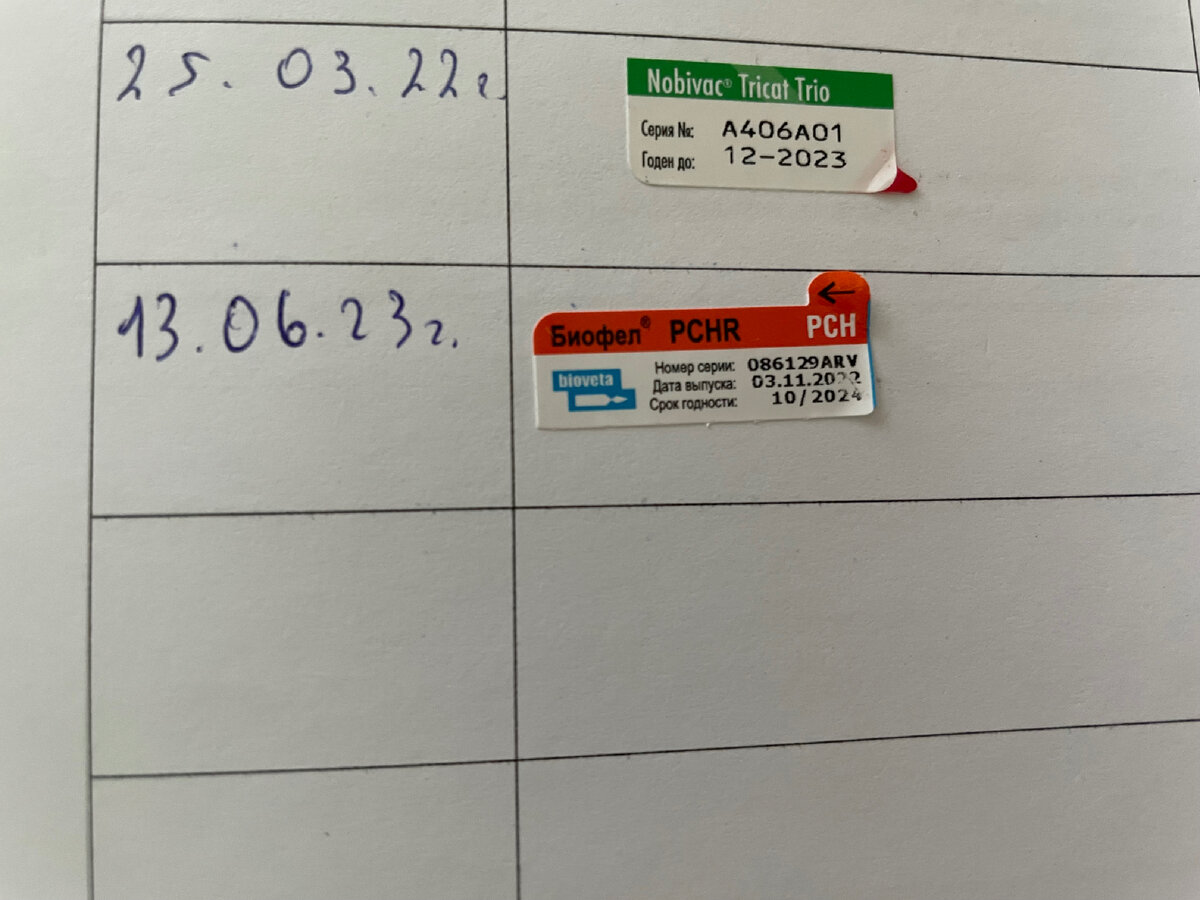 25. 03. 22г.
Nobivac® Tricat Trio
Серия №: A406A01
Годен до: 12-2023
13.06.23г.
Биофел® PCHR PCH
bioveta
Номер серии: 086129ARV
Дата выпуска: 03.11.2022
Срок годности: 10/2024